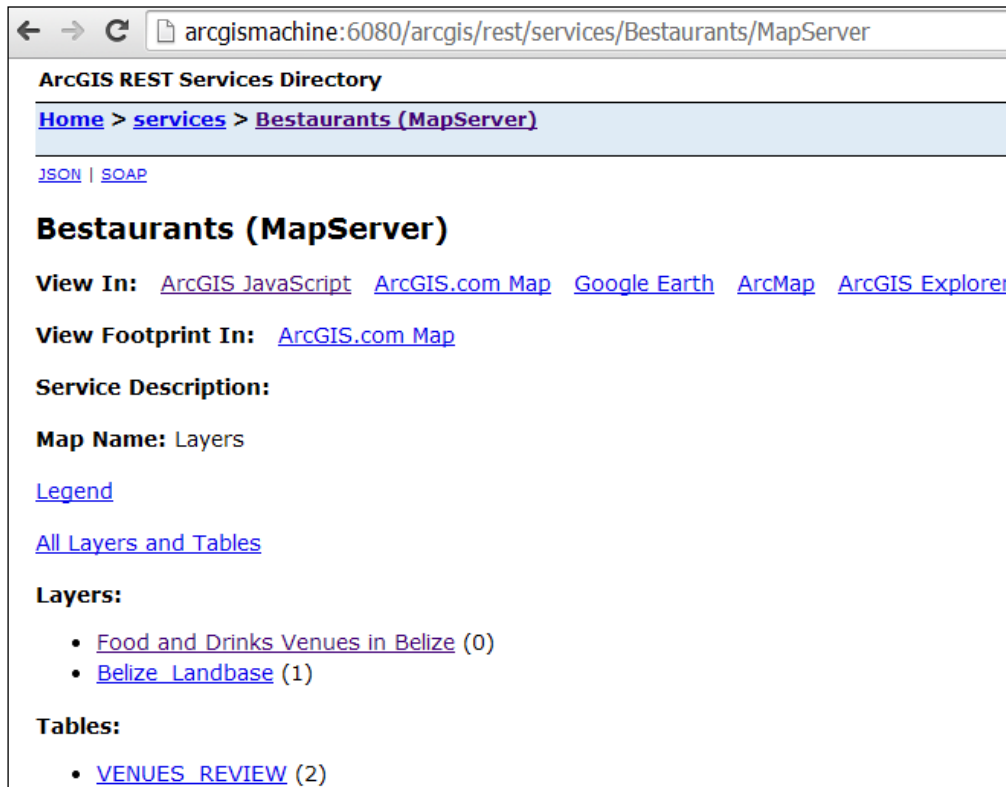 arcgismachine:6080/arcgis/rest/services/Bestaurants/MapServer
ArcGIS REST Services Directory
Home > services > Bestaurants (MapServer)
JSON | SOAP
Bestaurants (MapServer)
View In: ArcGIS JavaScript ArcGIS.com Map Google Earth ArcMap ArcGIS Explorer
View Footprint In: ArcGIS.com Map
Service Description:
Map Name: Layers
Legend
All Layers and Tables
Layers:
• Food and Drinks Venues in Belize (0)
• Belize_Landbase (1)
Tables:
• VENUES_REVIEW (2)